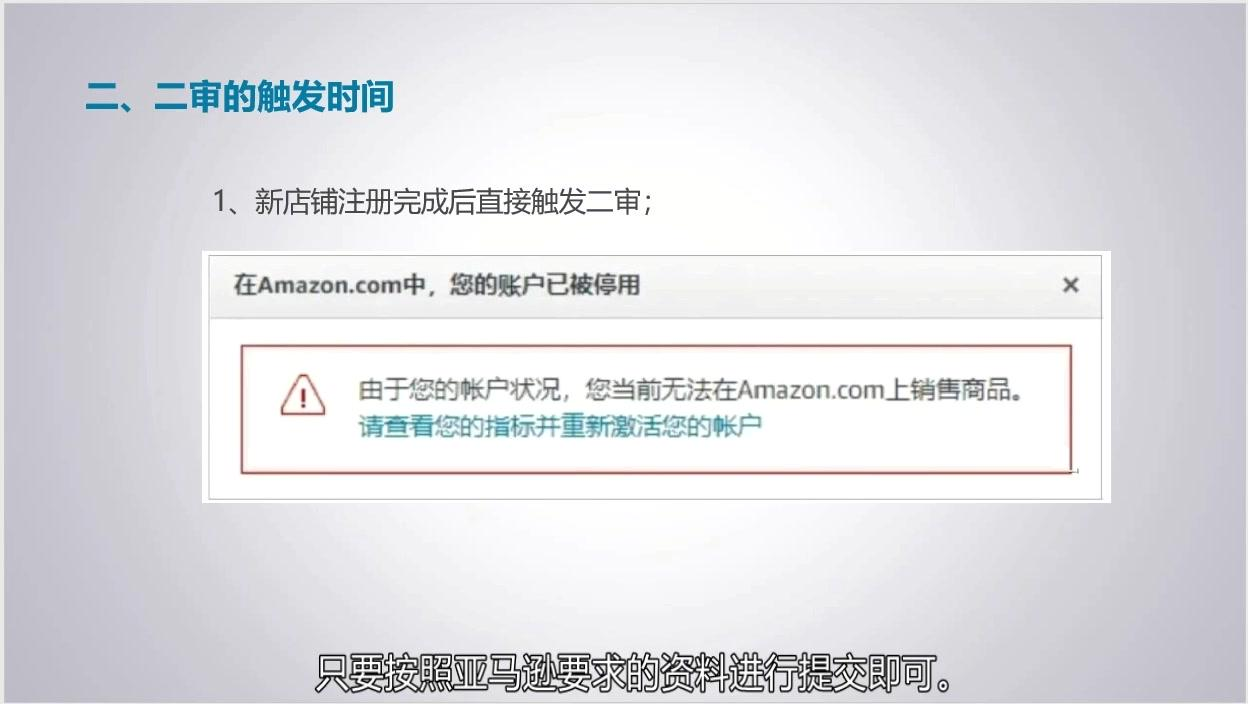 二、二审的触发时间
1、新店铺注册完成后直接触发二审；
在Amazon.com中，您的账户已被停用
由于您的帐户状况，您当前无法在Amazon.com上销售商品。
请查看您的指标并重新激活您的帐户
只要按照亚马逊要求的资料进行提交即可。